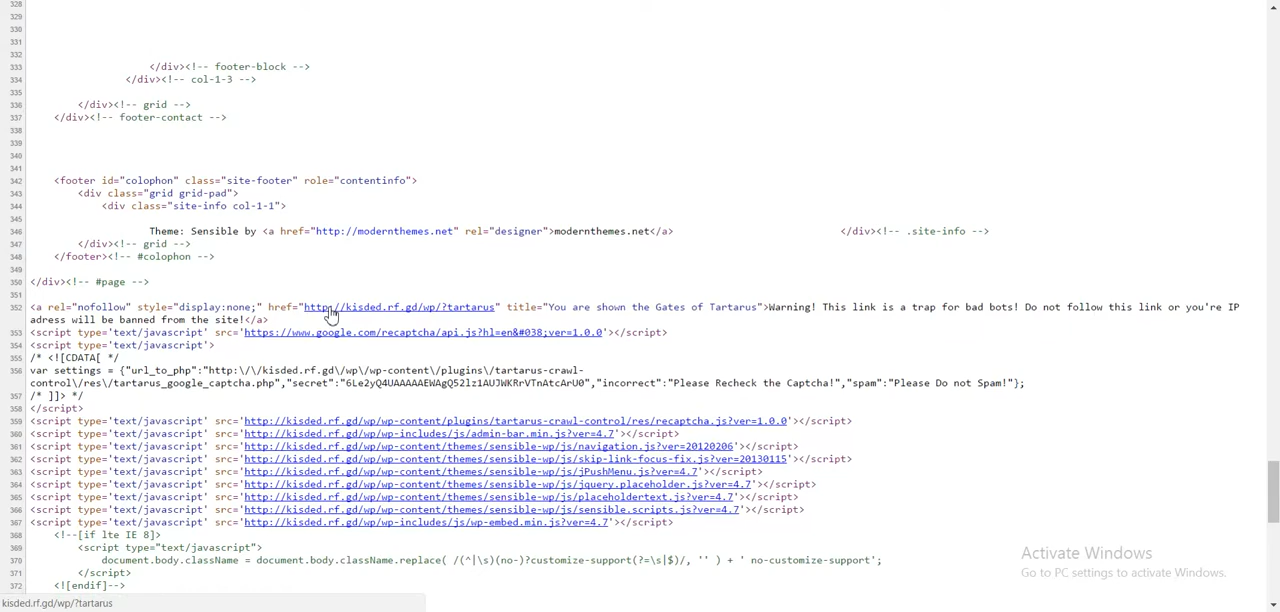 328
329
330
331
332
333 </div><!-- footer-block -->
334 </div><!-- col-1-3 -->
335
336 </div><!-- grid -->
337 </div><!-- footer-contact -->
338
339
340
341
342 <footer id="colophon" class="site-footer" role="contentinfo">
343 <div class="grid grid-pad">
344 <div class="site-info col-1-1">
345
346 Theme: Sensible by <a href="http://modernthemes.net" rel="designer">modernthemes.net</a> </div><!-- .site-info -->
347 </div><!-- grid -->
348 </footer><!-- #colophon -->
349
350 </div><!-- #page -->
351
352 <a rel="nofollow" style="display:none;" href="http://kisded.rf.gd/wp/?tartarus" title="You are shown the Gates of Tartarus">Warning! This link is a trap for bad bots! Do not follow this link or you're IP
adress will be banned from the site!</a>
353 <script type='text/javascript' src='https://www.google.com/recaptcha/api.js?hl=en&#038;ver=1.0.0'></script>
354 <script type='text/javascript'>
355 /* <![CDATA[ */
356 var settings = {"url_to_php":"http:\/\/kisded.rf.gd\/wp\/wp-content\/plugins\/tartarus-crawl-
control\/res\/tartarus_google_captcha.php","secret":"6Le2yQ4UAAAAAEWAgQ52lz1AUJWKRrVTnAtcArU0","incorrect":"Please Recheck the Captcha!","spam":"Please Do not Spam!"};
357 /* ]]> */
358 </script>
359 <script type='text/javascript' src='http://kisded.rf.gd/wp/wp-content/plugins/tartarus-crawl-control/res/recaptcha.js?ver=1.0.0'></script>
360 <script type='text/javascript' src='http://kisded.rf.gd/wp/wp-includes/js/admin-bar.min.js?ver=4.7'></script>
361 <script type='text/javascript' src='http://kisded.rf.gd/wp/wp-content/themes/sensible-wp/js/navigation.js?ver=20120206'></script>
362 <script type='text/javascript' src='http://kisded.rf.gd/wp/wp-content/themes/sensible-wp/js/skip-link-focus-fix.js?ver=20130115'></script>
363 <script type='text/javascript' src='http://kisded.rf.gd/wp/wp-content/themes/sensible-wp/js/jPushMenu.js?ver=4.7'></script>
364 <script type='text/javascript' src='http://kisded.rf.gd/wp/wp-content/themes/sensible-wp/js/jquery.placeholder.js?ver=4.7'></script>
365 <script type='text/javascript' src='http://kisded.rf.gd/wp/wp-content/themes/sensible-wp/js/placeholdertext.js?ver=4.7'></script>
366 <script type='text/javascript' src='http://kisded.rf.gd/wp/wp-content/themes/sensible-wp/js/sensible.scripts.js?ver=4.7'></script>
367 <script type='text/javascript' src='http://kisded.rf.gd/wp/wp-includes/js/wp-embed.min.js?ver=4.7'></script>
368 <!--[if lte IE 8]>
369 <script type="text/javascript">
370 document.body.className = document.body.className.replace( /(^|\s)(no-)?customize-support(?=\s|$)/, '' ) + ' no-customize-support';
371 </script>
372 <![endif]-->
Activate Windows
Go to PC settings to activate Windows.
kisded.rf.gd/wp/?tartarus